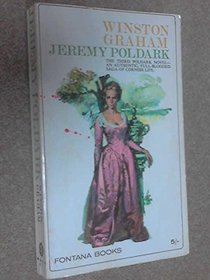 WINSTON
GRAHAM
JEREMY POLDARK
THE THIRD POLDARK NOVEL—
AN AUTHENTIC, FULL-BLOODED
SAGA OF CORNISH LIFE...
FONTANA BOOKS
5/-